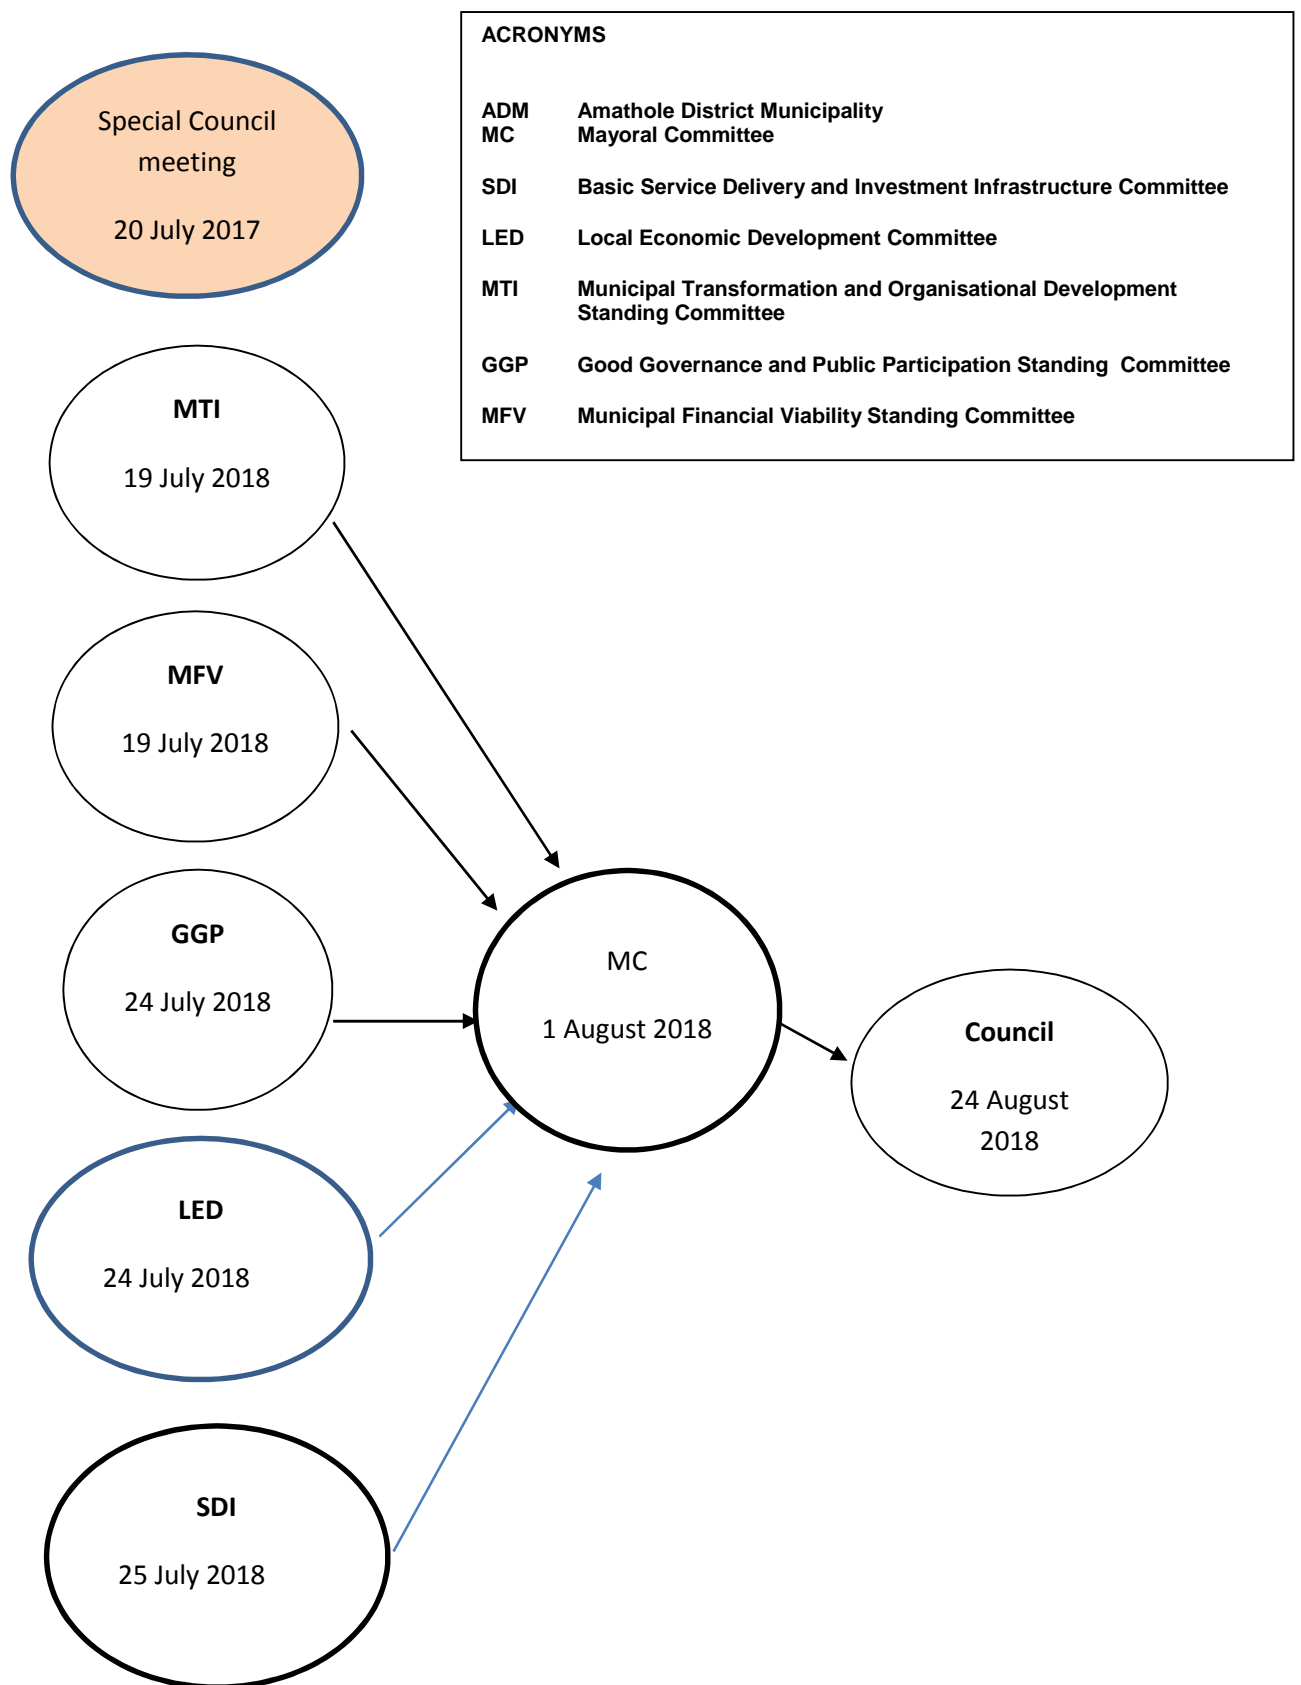 Special Council
meeting
20 July 2017
ACRONYMS
ADM Amathole District Municipality
MC Mayoral Committee
SDI Basic Service Delivery and Investment Infrastructure Committee
LED Local Economic Development Committee
MTI Municipal Transformation and Organisational Development
Standing Committee
GGP Good Governance and Public Participation Standing Committee
MFV Municipal Financial Viability Standing Committee
MTI
19 July 2018
MFV
19 July 2018
GGP
24 July 2018
LED
24 July 2018
SDI
25 July 2018
MC
1 August 2018
Council
24 August
2018